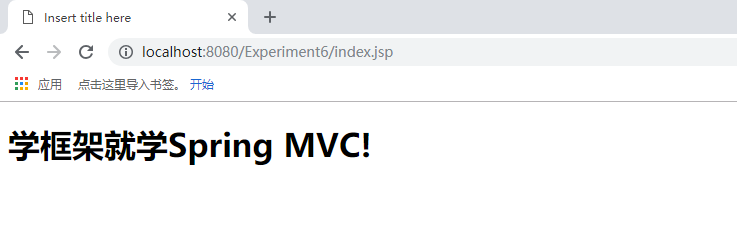 Insert title here
localhost:8080/Experiment6/index.jsp
应用 点击这里导入书签。 开始
学框架就学Spring MVC!